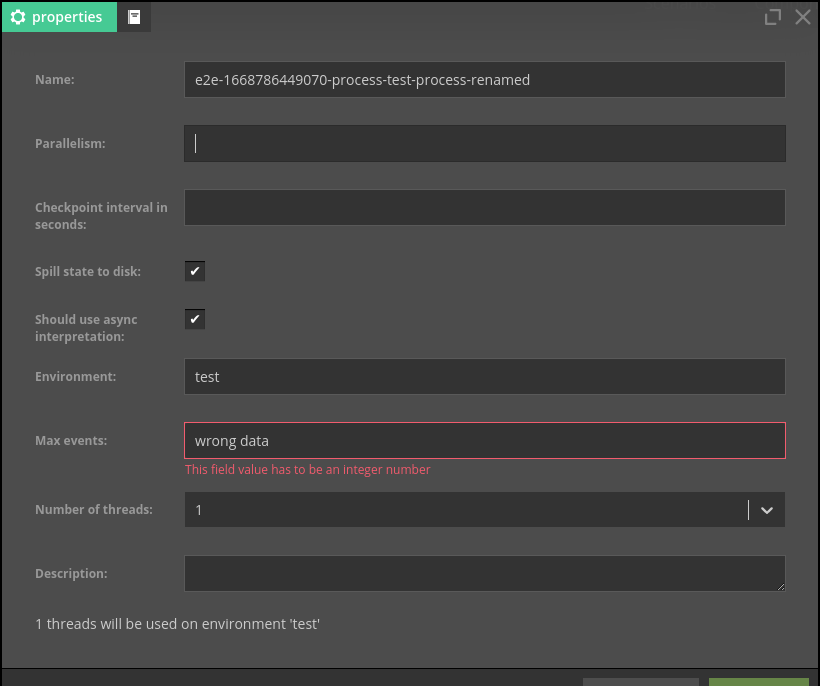 properties
Name:
e2e-1668786449070-process-test-process-renamed
Parallelism:
Checkpoint interval in
seconds:
Spill state to disk:
Should use async
interpretation:
Environment:
test
Max events:
wrong data
This field value has to be an integer number
Number of threads:
1
Description:
1 threads will be used on environment 'test'